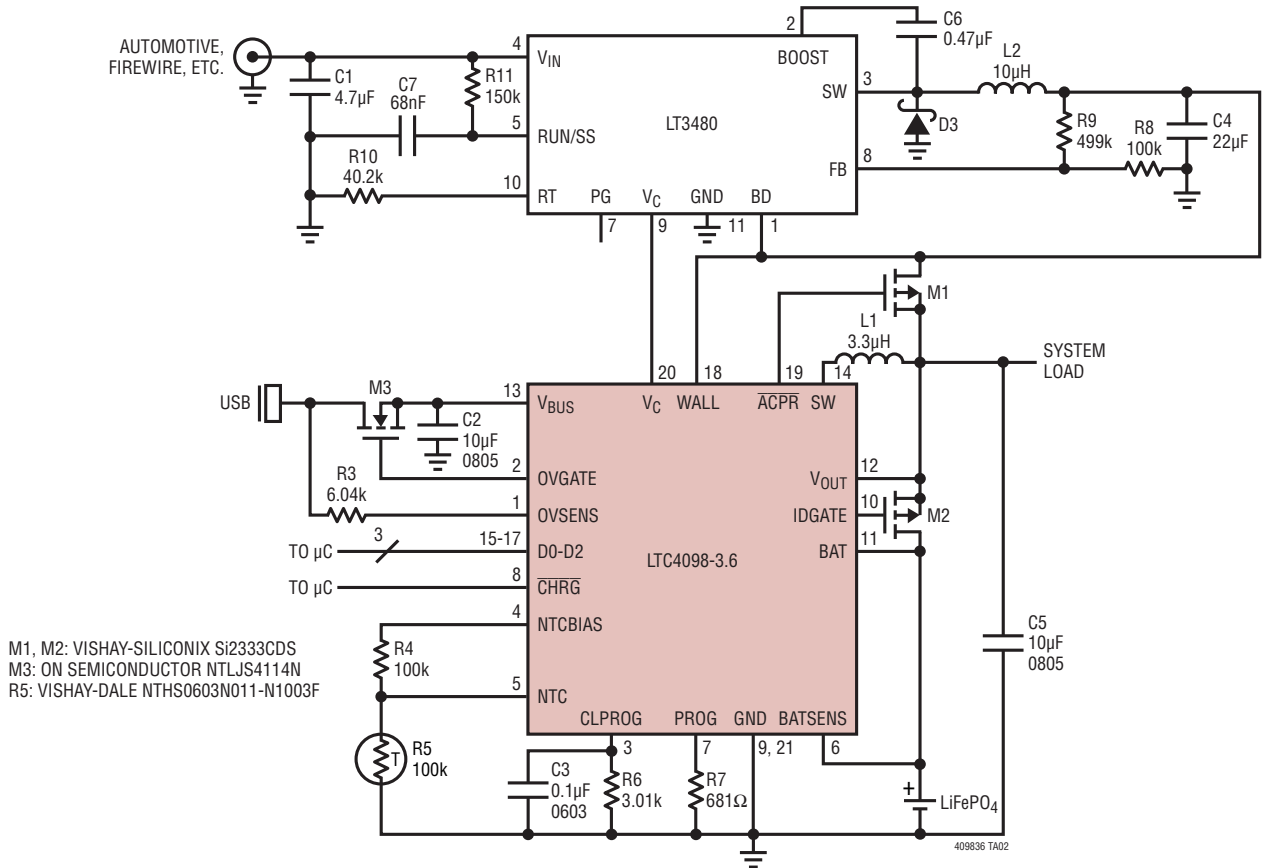 AUTOMOTIVE,
FIREWIRE, ETC.
C1
4.7µF
C7
68nF
R11
150k
R10
40.2k
4
VIN
5
RUN/SS
10
RT
2
BOOST
3
SW
8
FB
LT3480
PG
7
VC
9
GND
11
BD
1
C6
0.47µF
L2
10µH
D3
R9
499k
R8
100k
C4
22µF
M1
L1
3.3µH
SYSTEM
LOAD
USB
M3
C2
10µF
0805
R3
6.04k
13
VBUS
20
VC
18
WALL
19
ACPR
14
SW
2
OVGATE
1
OVSENS
TO µC
3
15-17
D0-D2
TO µC
8
CHRG
4
NTCBIAS
5
NTC
LTC4098-3.6
12
VOUT
10
IDGATE
11
BAT
M2
R4
100k
R5
100k
T
CLPROG
3
PROG
7
GND
9, 21
BATSENS
6
C3
0.1µF
0603
R6
3.01k
R7
681Ω
C5
10µF
0805
+
LiFePO4
M1, M2: VISHAY-SILICONIX Si2333CDS
M3: ON SEMICONDUCTOR NTLJS4114N
R5: VISHAY-DALE NTHS0603N011-N1003F
409836 TA02